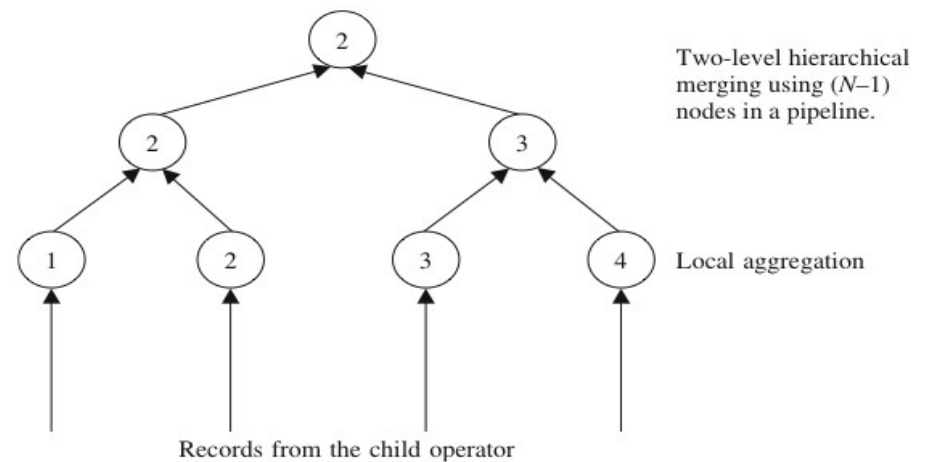 2
Two-level hierarchical
merging using (N–1)
nodes in a pipeline.
2 3
1 2 3 4 Local aggregation
Records from the child operator